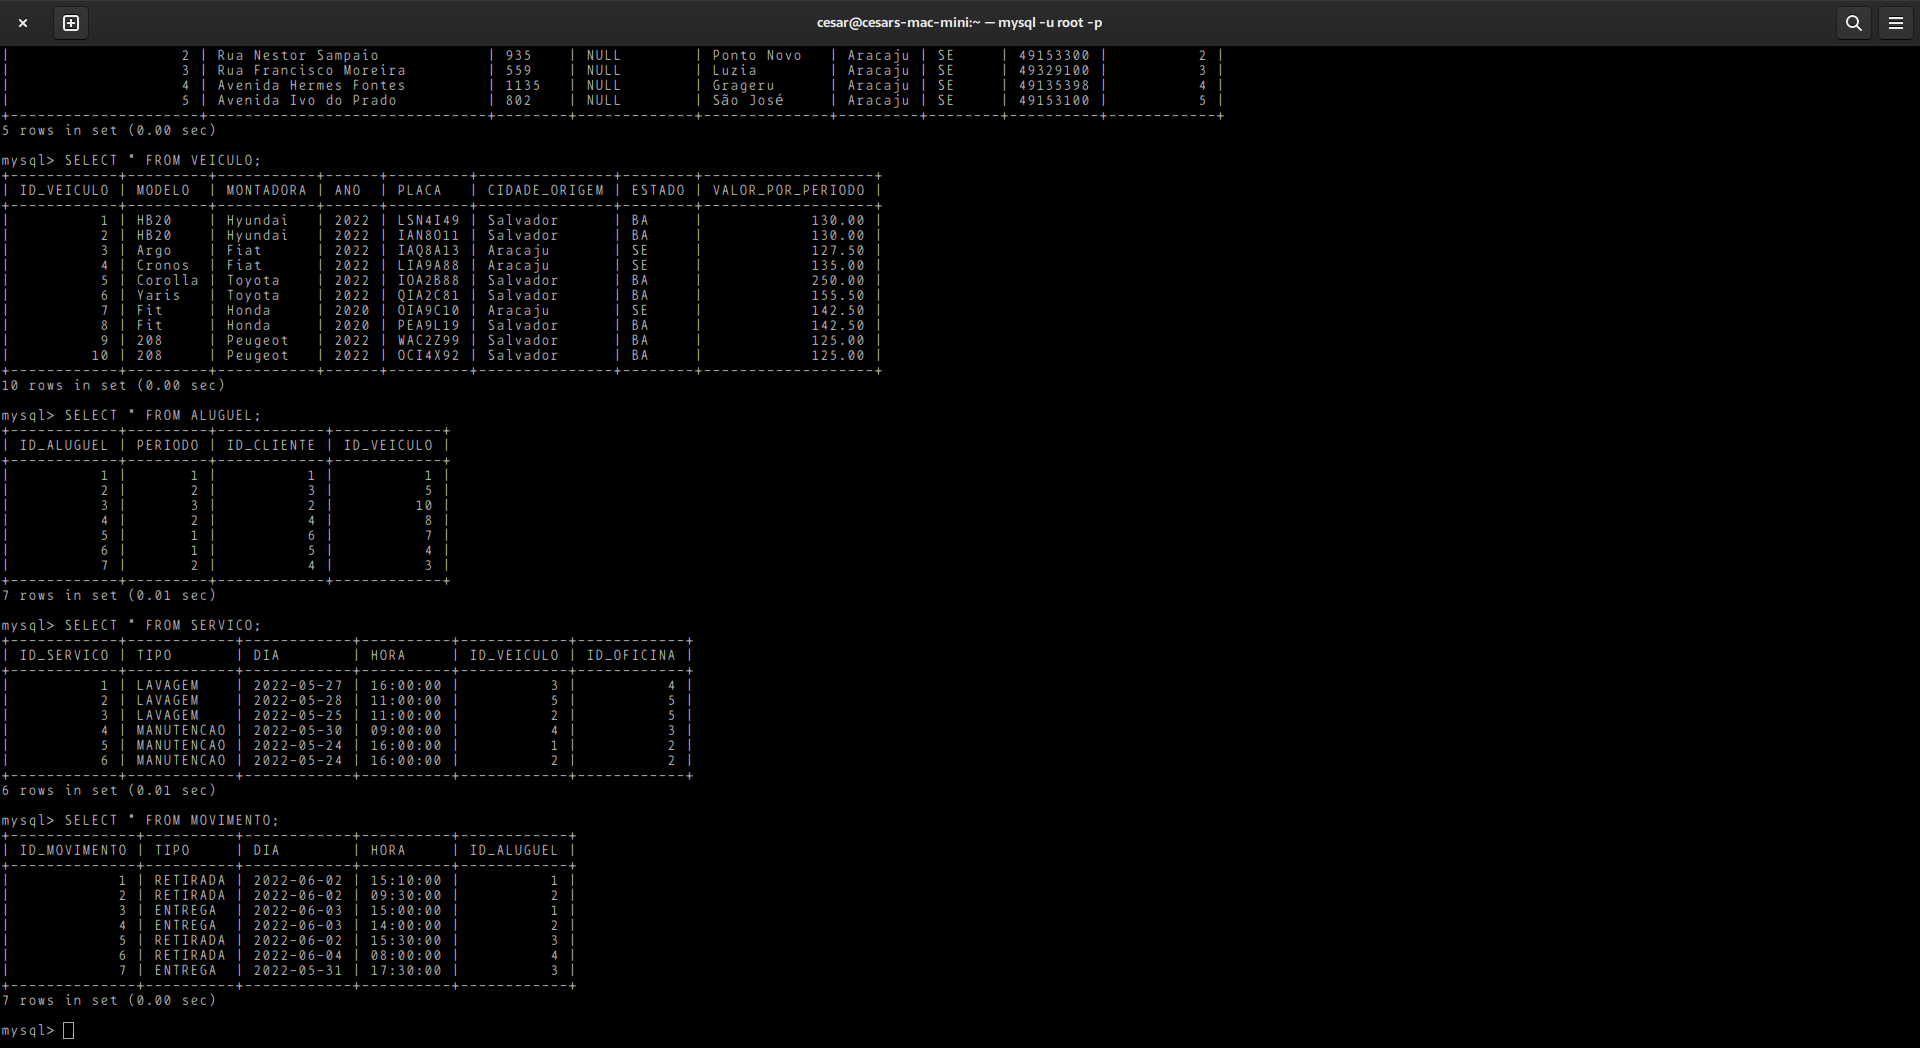 cesar@cesars-mac-mini:~ — mysql -u root -p
| 2 | Rua Nestor Sampaio | 935 | NULL | Ponto Novo | Aracaju | SE | 49153300 | 2 |
| 3 | Rua Francisco Moreira | 559 | NULL | Luzia | Aracaju | SE | 49329100 | 3 |
| 4 | Avenida Hermes Fontes | 1135 | NULL | Grageru | Aracaju | SE | 49135398 | 4 |
| 5 | Avenida Ivo do Prado | 802 | NULL | São José | Aracaju | SE | 49153100 | 5 |
5 rows in set (0.00 sec)
mysql> SELECT * FROM VEICULO;
| ID_VEICULO | MODELO | MONTADORA | ANO | PLACA | CIDADE_ORIGEM | ESTADO | VALOR_POR_PERIODO |
| 1 | HB20 | Hyundai | 2022 | LSN4I49 | Salvador | BA | 130.00 |
| 2 | HB20 | Hyundai | 2022 | IAN8O11 | Salvador | BA | 130.00 |
| 3 | Argo | Fiat | 2022 | IAQ8A13 | Aracaju | SE | 127.50 |
| 4 | Cronos | Fiat | 2022 | LIA9A88 | Aracaju | SE | 135.00 |
| 5 | Corolla | Toyota | 2022 | IOA2B88 | Salvador | BA | 250.00 |
| 6 | Yaris | Toyota | 2022 | QIA2C81 | Salvador | BA | 155.50 |
| 7 | Fit | Honda | 2020 | OIA9C10 | Aracaju | SE | 142.50 |
| 8 | Fit | Honda | 2020 | PEA9L19 | Salvador | BA | 142.50 |
| 9 | 208 | Peugeot | 2022 | WAC2Z99 | Salvador | BA | 125.00 |
| 10 | 208 | Peugeot | 2022 | OCI4X92 | Salvador | BA | 125.00 |
10 rows in set (0.00 sec)
mysql> SELECT * FROM ALUGUEL;
| ID_ALUGUEL | PERIODO | ID_CLIENTE | ID_VEICULO |
| 1 | 1 | 1 | 1 |
| 2 | 2 | 3 | 5 |
| 3 | 3 | 2 | 10 |
| 4 | 2 | 4 | 8 |
| 5 | 1 | 6 | 7 |
| 6 | 1 | 5 | 4 |
| 7 | 2 | 4 | 3 |
7 rows in set (0.01 sec)
mysql> SELECT * FROM SERVICO;
| ID_SERVICO | TIPO | DIA | HORA | ID_VEICULO | ID_OFICINA |
| 1 | LAVAGEM | 2022-05-27 | 16:00:00 | 3 | 4 |
| 2 | LAVAGEM | 2022-05-28 | 11:00:00 | 5 | 5 |
| 3 | LAVAGEM | 2022-05-25 | 11:00:00 | 2 | 5 |
| 4 | MANUTENCAO | 2022-05-30 | 09:00:00 | 4 | 3 |
| 5 | MANUTENCAO | 2022-05-24 | 16:00:00 | 1 | 2 |
| 6 | MANUTENCAO | 2022-05-24 | 16:00:00 | 2 | 2 |
6 rows in set (0.01 sec)
mysql> SELECT * FROM MOVIMENTO;
| ID_MOVIMENTO | TIPO | DIA | HORA | ID_ALUGUEL |
| 1 | RETIRADA | 2022-06-02 | 15:10:00 | 1 |
| 2 | RETIRADA | 2022-06-02 | 09:30:00 | 2 |
| 3 | ENTREGA | 2022-06-03 | 15:00:00 | 1 |
| 4 | ENTREGA | 2022-06-03 | 14:00:00 | 2 |
| 5 | RETIRADA | 2022-06-02 | 15:30:00 | 3 |
| 6 | RETIRADA | 2022-06-04 | 08:00:00 | 4 |
| 7 | ENTREGA | 2022-05-31 | 17:30:00 | 3 |
7 rows in set (0.00 sec)
mysql>